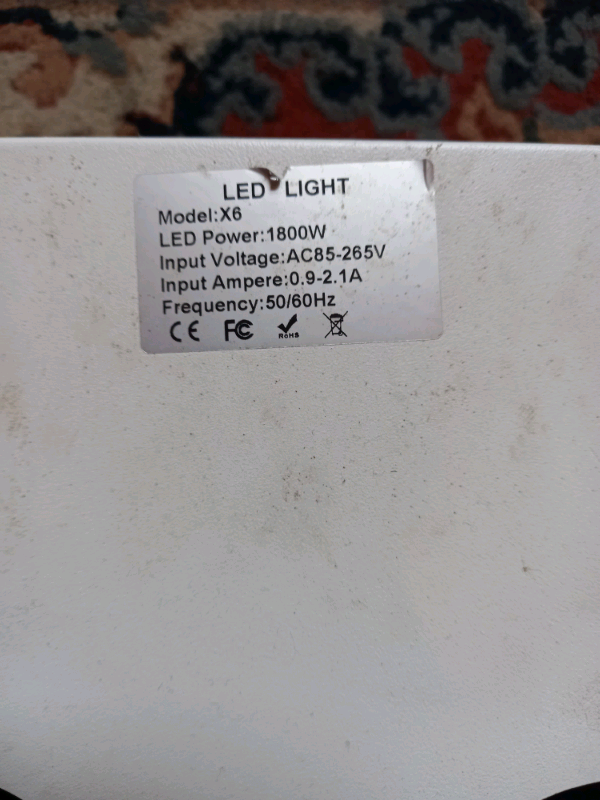 LED LIGHT
Model:X6
LED Power:1800W
Input Voltage:AC85-265V
Input Ampere:0.9-2.1A
Frequency:50/60Hz
CE FC RoHS